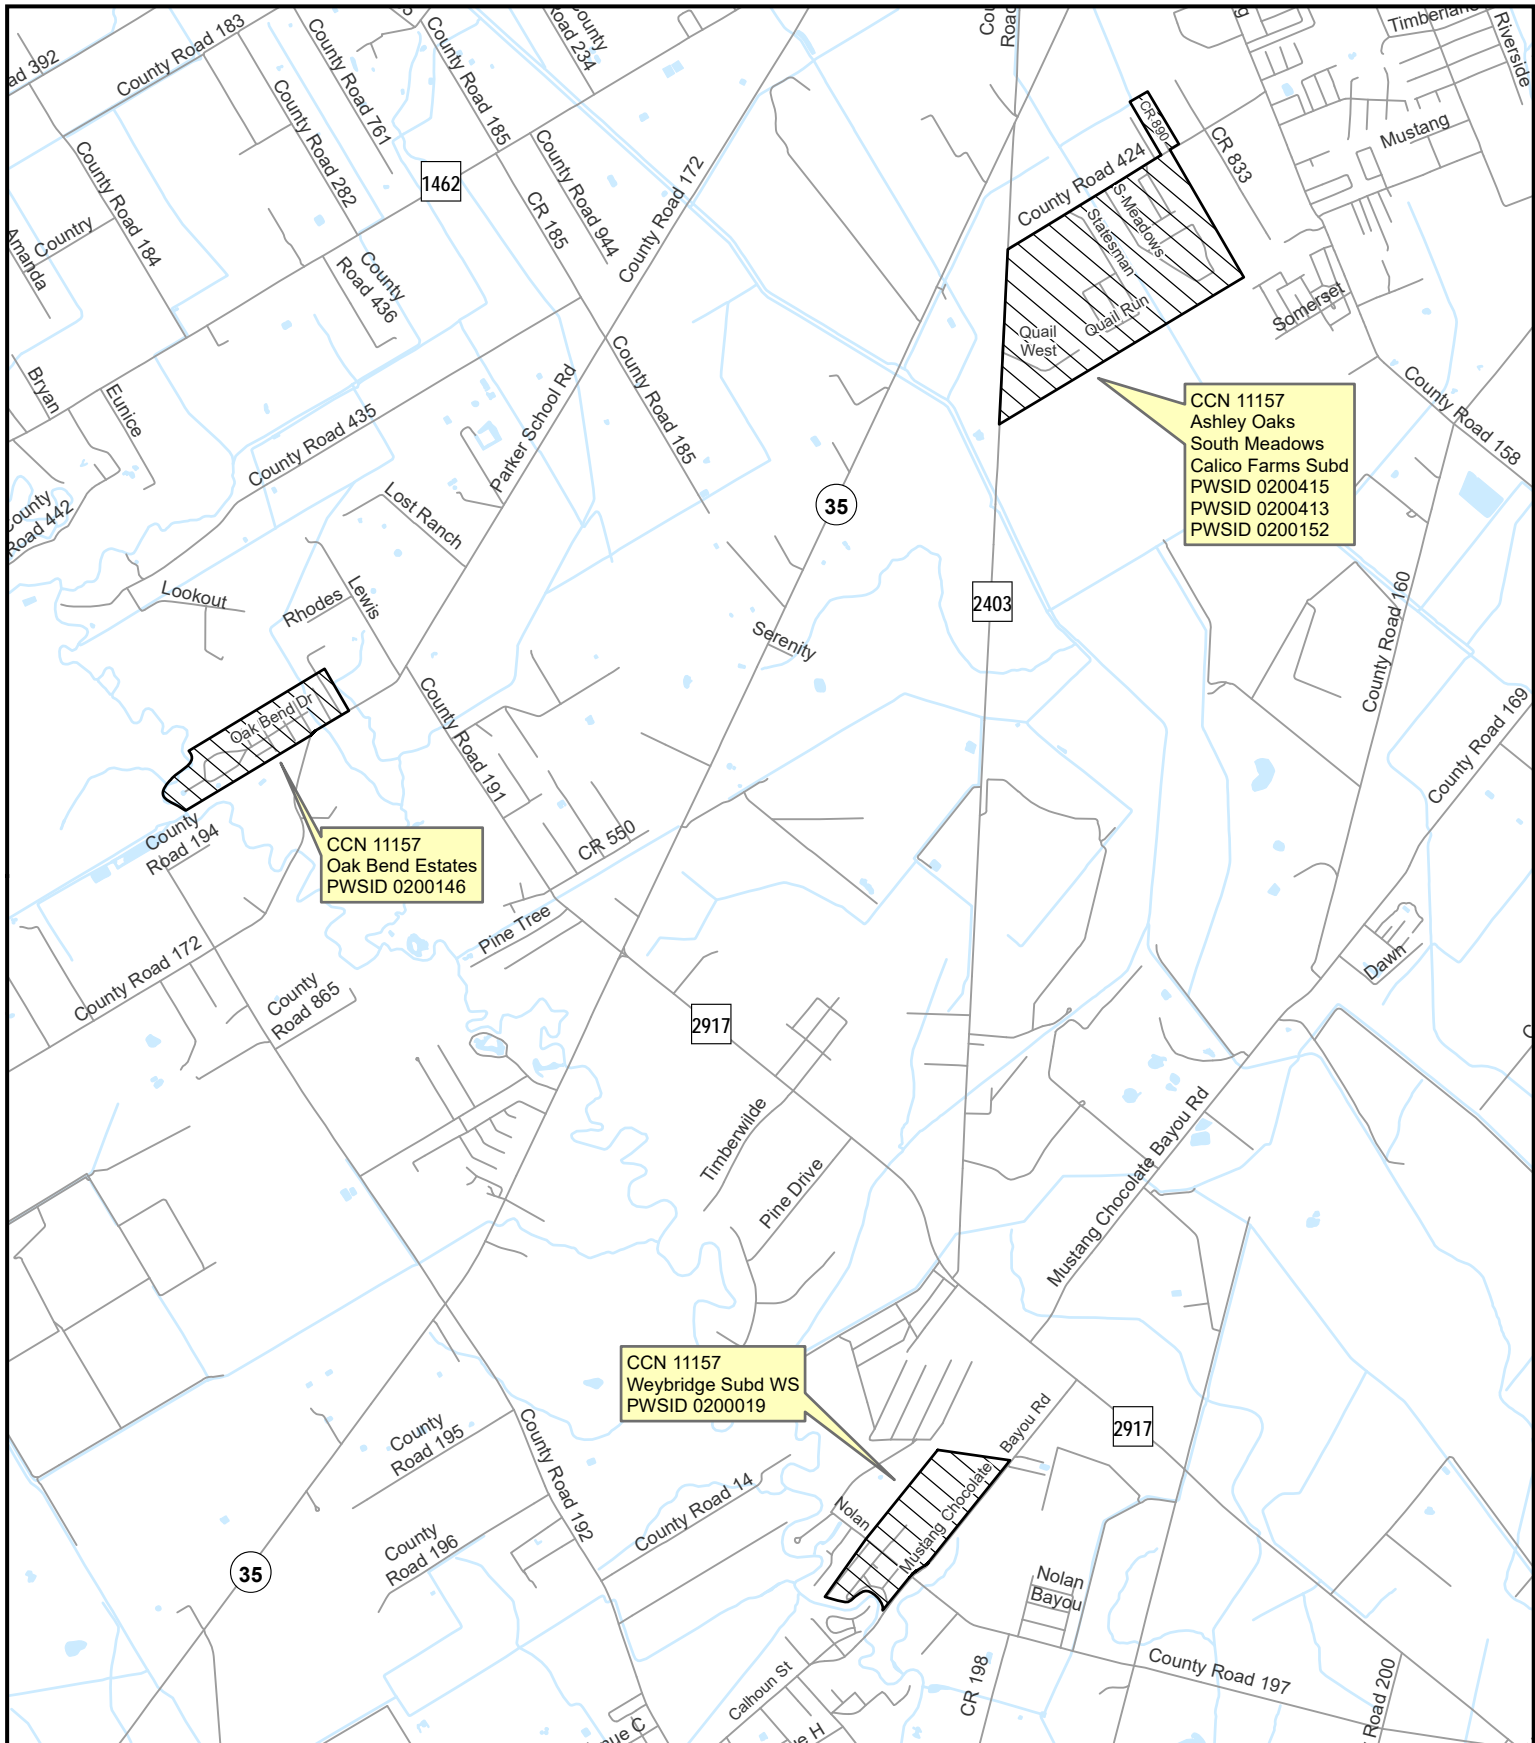 ad 392
County Road 183
County Road 761
County Road 185
County
Road 234
Timberland
Riverside
Mustang
CR 890
CR 833
County Road 424
S-Meadows
Statesman
Quail Run
Quail
West
Somerset
County Road 158
County Road 282
County Road 184
Country
Amanda
1462
County Road 944
CR 185
County Road 172
County
Road 436
Bryan
Eunice
County Road 435
Parker School Rd
County Road 185
CCN 11157
Ashley Oaks
South Meadows
Calico Farms Subd
PWSID 0200415
PWSID 0200413
PWSID 0200152
35
County
Road 442
Lost Ranch
Lookout
Rhodes
Lewis
Serenity
2403
County Road 160
County Road 169
Oak Bend Dr
County Road 191
CCN 11157
Oak Bend Estates
PWSID 0200146
County
Road 194
CR 550
Pine Tree
County Road 172
County
Road 865
2917
Dawn
Timberwilde
Pine Drive
Mustang Chocolate Bayou Rd
CCN 11157
Weybridge Subd WS
PWSID 0200019
Mustang Chocolate
Bayou Rd
2917
County
Road 195
County Road 192
County Road 14
Nolan
County
Road 196
35
Nolan
Bayou
Calhoun St
CR 198
County Road 197
Road 200
nue C
ve H